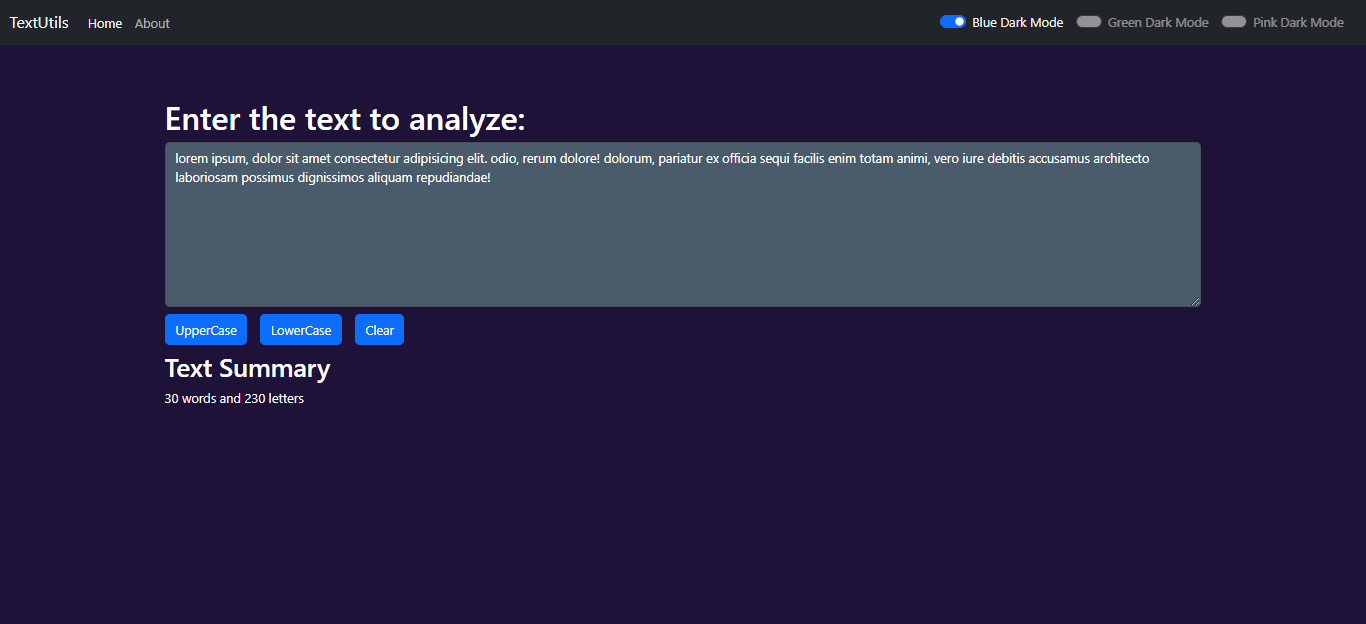 TextUtils Home About Blue Dark Mode Green Dark Mode Pink Dark Mode
Enter the text to analyze:
lorem ipsum, dolor sit amet consectetur adipisicing elit. odio, rerum dolore! dolorum, pariatur ex officia sequi facilis enim totam animi, vero iure debitis accusamus architecto
laboriosam possimus dignissimos aliquam repudiandae!
UpperCase LowerCase Clear
Text Summary
30 words and 230 letters